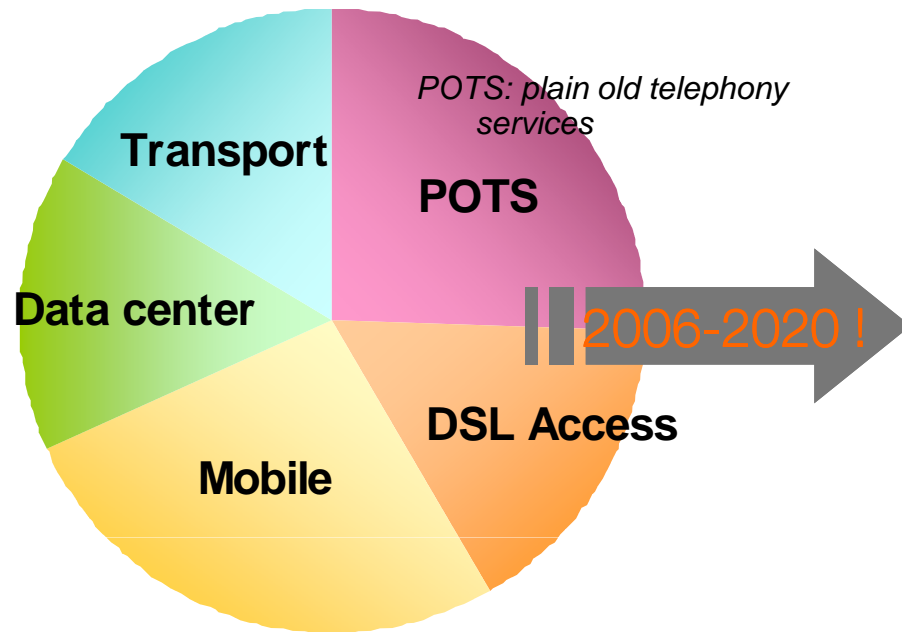 POTS: plain old telephony
services
Transport
POTS
Data center
2006-2020 !
DSL Access
Mobile